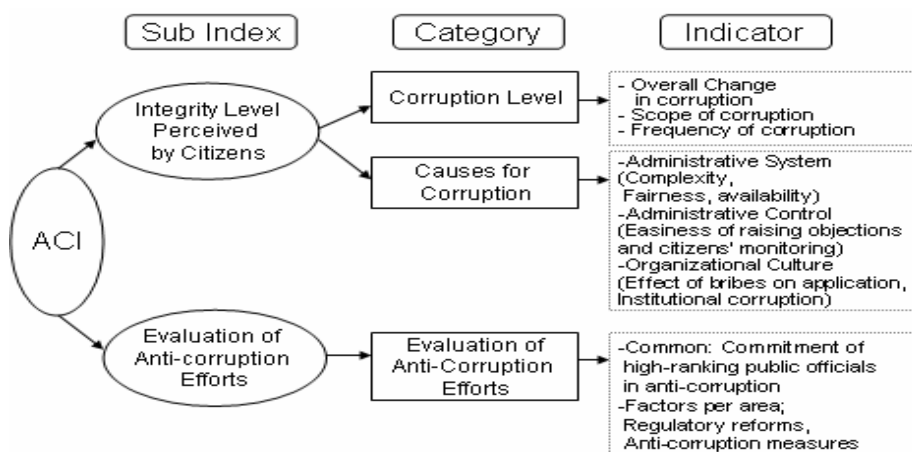 Sub Index
Category
Indicator
ACI
Integrity Level
Perceived
by Citizens
Corruption Level
- Overall Change
in corruption
- Scope of corruption
- Frequency of corruption
Causes for
Corruption
-Administrative System
(Complexity,
Fairness, availability)
-Administrative Control
(Easiness of raising objections
and citizens' monitoring)
-Organizational Culture
(Effect of bribes on application,
Institutional corruption)
Evaluation of
Anti-corruption
Efforts
Evaluation of
Anti-Corruption
Efforts
-Common: Commitment of
high-ranking public officials
in anti-corruption
-Factors per area;
Regulatory reforms,
Anti-corruption measures